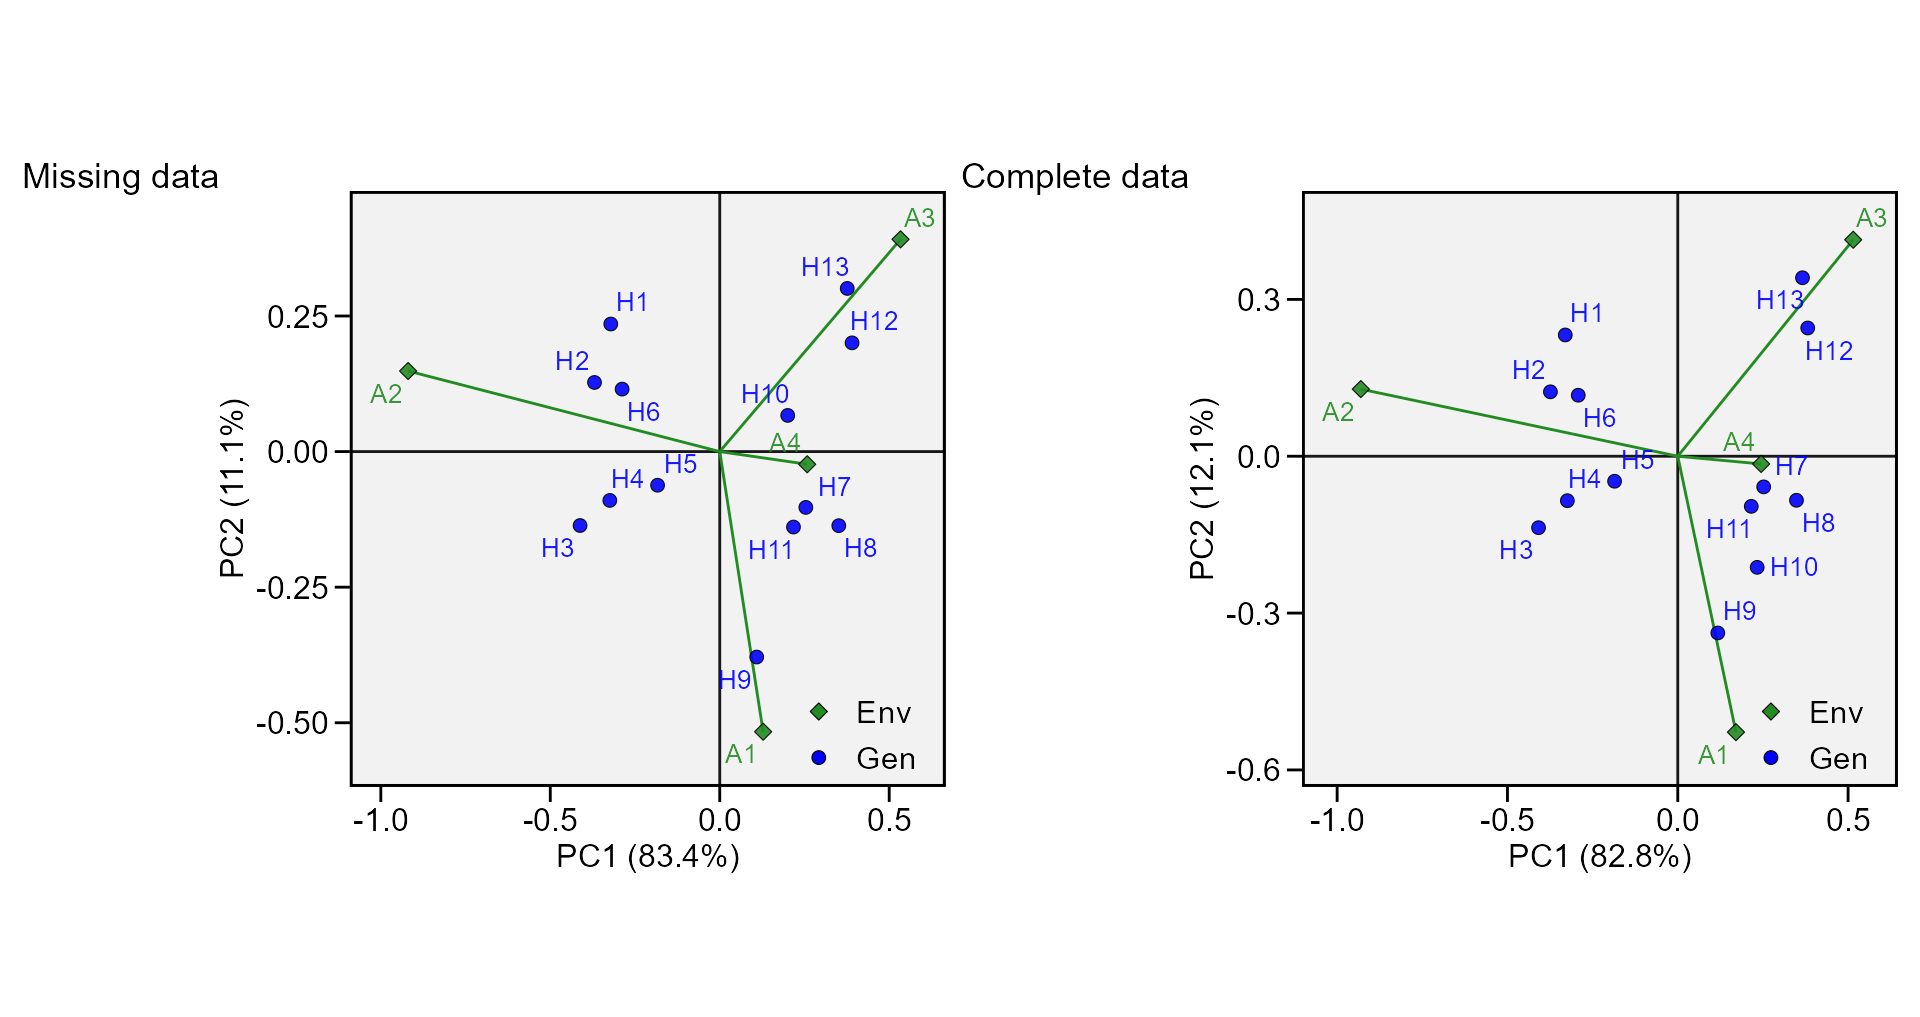 Missing data
A3
H13
H1
H12
0.25
H2
H10
A2
H6
A4
0.00
H5
H4
H7
H3
H11
H8
-0.25
H9
-0.50
Env
A1
Gen
-1.0 -0.5 0.0 0.5
PC1 (83.4%)
PC2 (11.1%)
Complete data
A3
0.3
H13
H1
H12
H2
A2
H6
A4
0.0
H5
H7
H4
H11
H8
H3
H10
-0.3
H9
Env
A1
Gen
-0.6
-1.0 -0.5 0.0 0.5
PC1 (82.8%)
PC2 (12.1%)